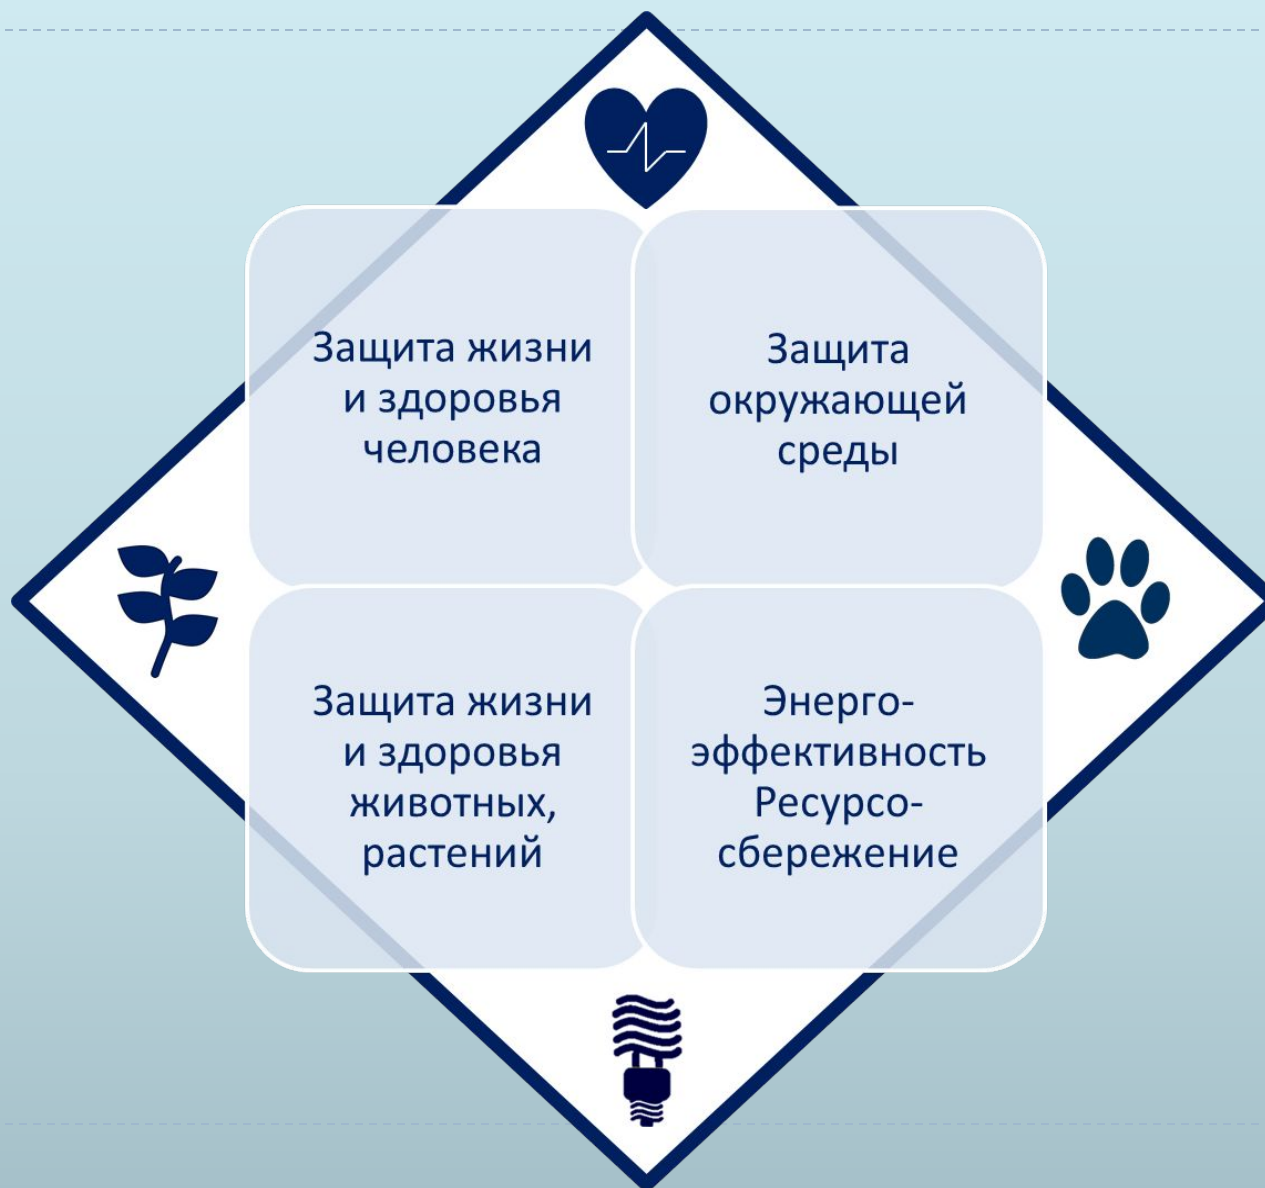 Защита жизни
и здоровья
человека
Защита
окружающей
среды
Защита жизни
и здоровья
животных,
растений
Энерго-
эффективность
Ресурсо-
сбережение